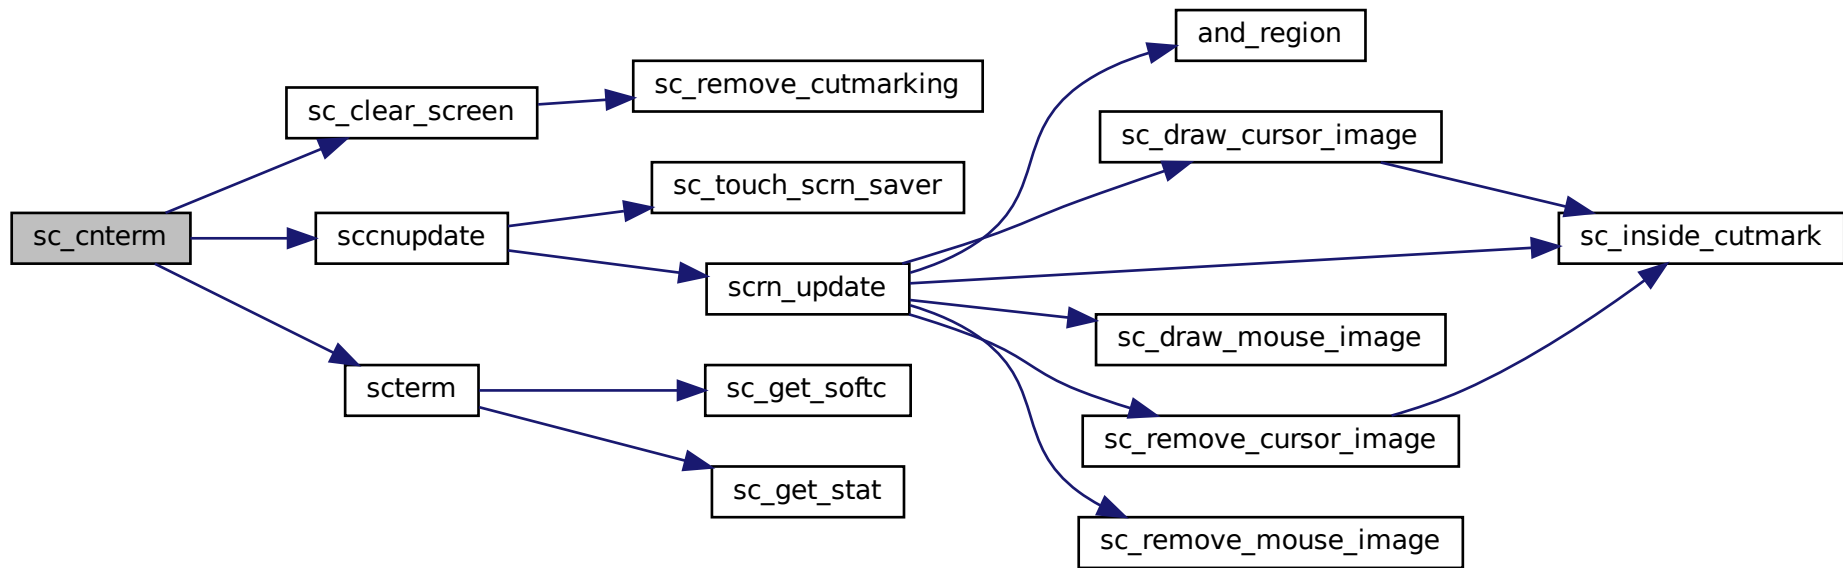 sc_cnterm
sc_clear_screen
sc_remove_cutmarking
sccnupdate
sc_touch_scrn_saver
scrn_update
and_region
sc_draw_cursor_image
sc_inside_cutmark
sc_draw_mouse_image
sc_remove_cursor_image
sc_remove_mouse_image
scterm
sc_get_softc
sc_get_stat